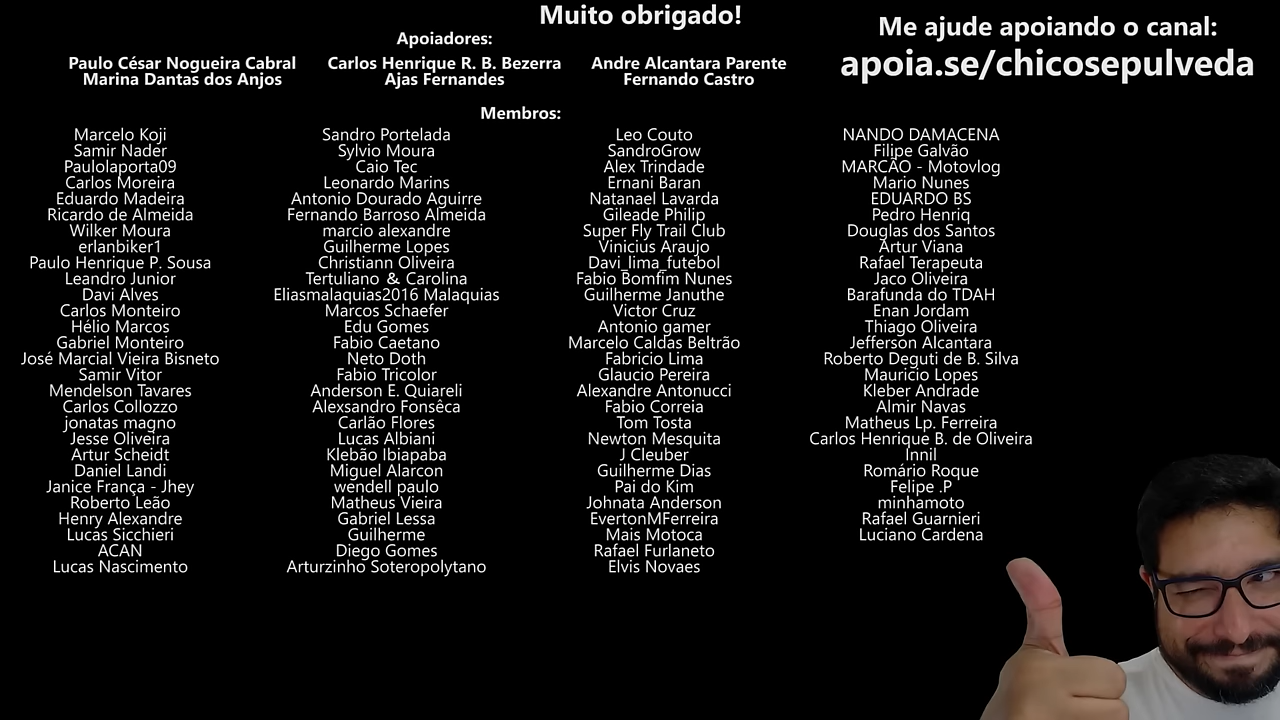 Muito obrigado!
Me ajude apoiando o canal:
apoia.se/chicosepulveda
Apoiadores:
Paulo César Nogueira Cabral
Marina Dantas dos Anjos
Carlos Henrique R. B. Bezerra
Ajas Fernandes
Andre Alcantara Parente
Fernando Castro
Membros:
Marcelo Koji
Samir Nader
Paulolaporta09
Carlos Moreira
Eduardo Madeira
Ricardo de Almeida
Wilker Moura
erlanbiker1
Paulo Henrique P. Sousa
Leandro Junior
Davi Alves
Carlos Monteiro
Hélio Marcos
Gabriel Monteiro
José Marcial Vieira Bisneto
Samir Vitor
Mendelson Tavares
Carlos Collozzo
jonatas magno
Jesse Oliveira
Artur Scheidt
Daniel Landi
Janice França - Jhey
Roberto Leão
Henry Alexandre
Lucas Sicchieri
ACAN
Lucas Nascimento
Sandro Portelada
Sylvio Moura
Caio Tec
Leonardo Marins
Antonio Dourado Aguirre
Fernando Barroso Almeida
marcio alexandre
Guilherme Lopes
Christiann Oliveira
Tertuliano & Carolina
Eliasmalaquias2016 Malaquias
Marcos Schaefer
Edu Gomes
Fabio Caetano
Neto Doth
Fabio Tricolor
Anderson E. Quiareli
Alexsandro Fonsêca
Carlão Flores
Lucas Albiani
Klebão Ibiapaba
Miguel Alarcon
wendell paulo
Matheus Vieira
Gabriel Lessa
Guilherme
Diego Gomes
Arturzinho Soteropolytano
Leo Couto
SandroGrow
Alex Trindade
Ernani Baran
Natanael Lavarda
Gileade Philip
Super Fly Trail Club
Vinicius Araujo
Davi_lima_futebol
Fabio Bomfim Nunes
Guilherme Januthe
Victor Cruz
Antonio gamer
Marcelo Caldas Beltrão
Fabricio Lima
Glaucio Pereira
Alexandre Antonucci
Fabio Correia
Tom Tosta
Newton Mesquita
J Cleuber
Guilherme Dias
Pai do Kim
Johnata Anderson
EvertonMFerreira
Mais Motoca
Rafael Furlaneto
Elvis Novaes
NANDO DAMACENA
Filipe Galvão
MARCÃO - Motovlog
Mario Nunes
EDUARDO BS
Pedro Henriq
Douglas dos Santos
Artur Viana
Rafael Terapeuta
Jaco Oliveira
Barafunda do TDAH
Enan Jordam
Thiago Oliveira
Jefferson Alcantara
Roberto Deguti de B. Silva
Mauricio Lopes
Kleber Andrade
Almir Navas
Matheus Lp. Ferreira
Carlos Henrique B. de Oliveira
Innil
Romário Roque
Felipe .P
minhamoto
Rafael Guarnieri
Luciano Cardena